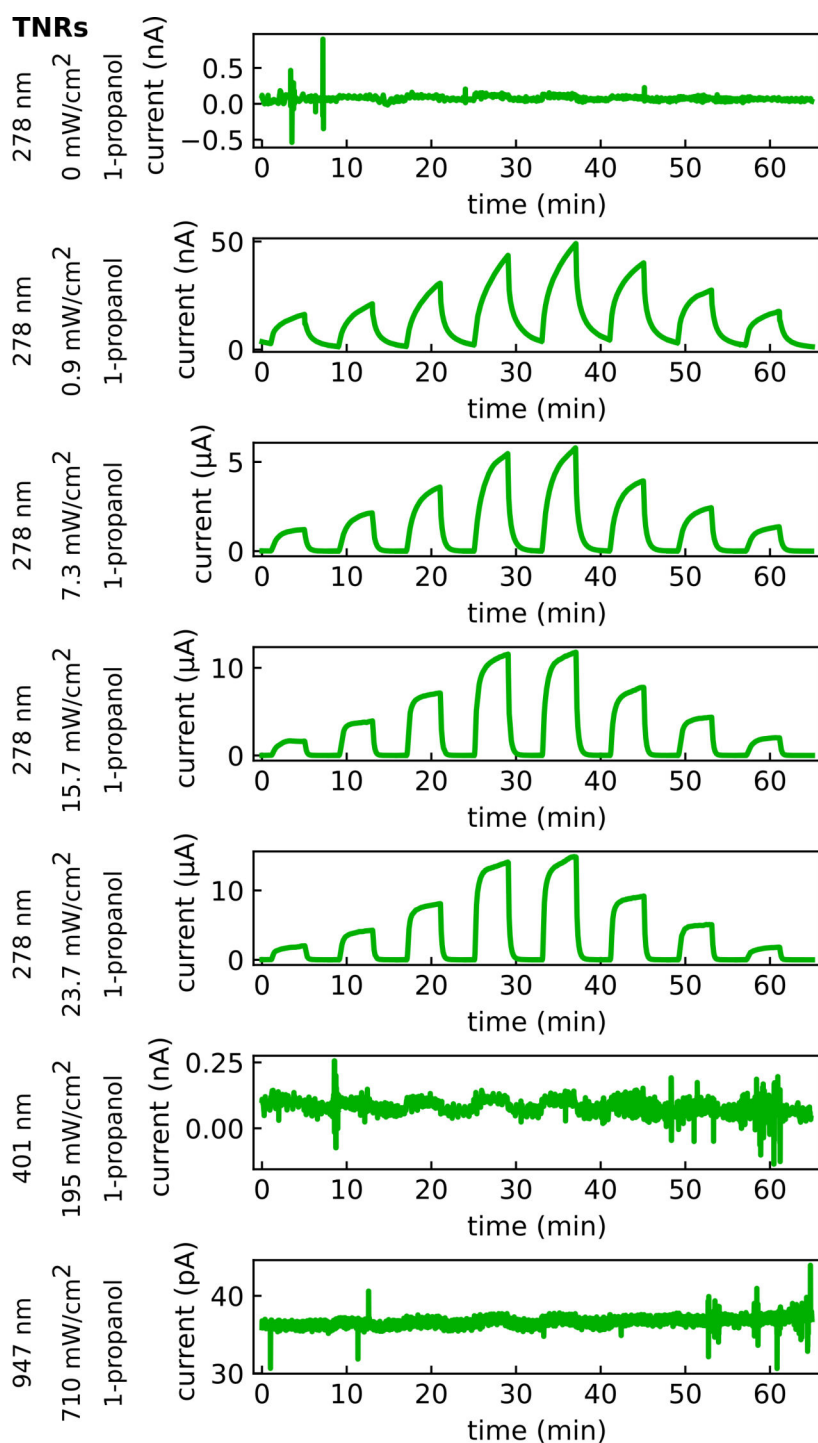 TNRs
278 nm
0 mW/cm²
1-propanol
current (nA)
0.5
0.0
−0.5
0 10 20 30 40 50 60
time (min)
278 nm
0.9 mW/cm²
1-propanol
current (nA)
50
0
0 10 20 30 40 50 60
time (min)
278 nm
7.3 mW/cm²
1-propanol
current (µA)
5
0
0 10 20 30 40 50 60
time (min)
278 nm
15.7 mW/cm²
1-propanol
current (µA)
10
0
0 10 20 30 40 50 60
time (min)
278 nm
23.7 mW/cm²
1-propanol
current (µA)
10
0
0 10 20 30 40 50 60
time (min)
401 nm
195 mW/cm²
1-propanol
current (nA)
0.25
0.00
0 10 20 30 40 50 60
time (min)
947 nm
710 mW/cm²
1-propanol
current (pA)
40
30
0 10 20 30 40 50 60
time (min)